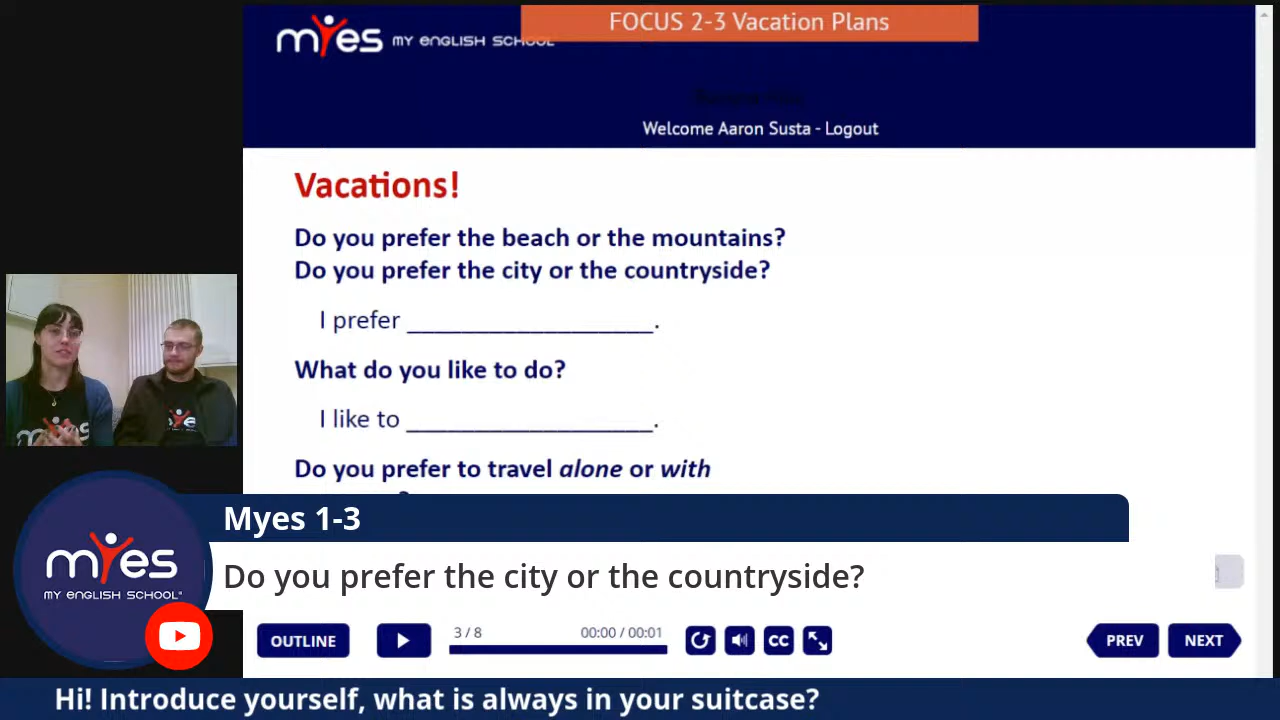 FOCUS 2-3 Vacation Plans
myes MY ENGLISH SCHOOL
Welcome Aaron Susta - Logout
Vacations!
Do you prefer the beach or the mountains?
Do you prefer the city or the countryside?
I prefer ___________________.
What do you like to do?
I like to ___________________.
Do you prefer to travel alone or with
Myes 1-3
Do you prefer the city or the countryside?
myes
MY ENGLISH SCHOOL
OUTLINE
3 / 8
00:00 / 00:01
CC
PREV
NEXT
Hi! Introduce yourself, what is always in your suitcase?